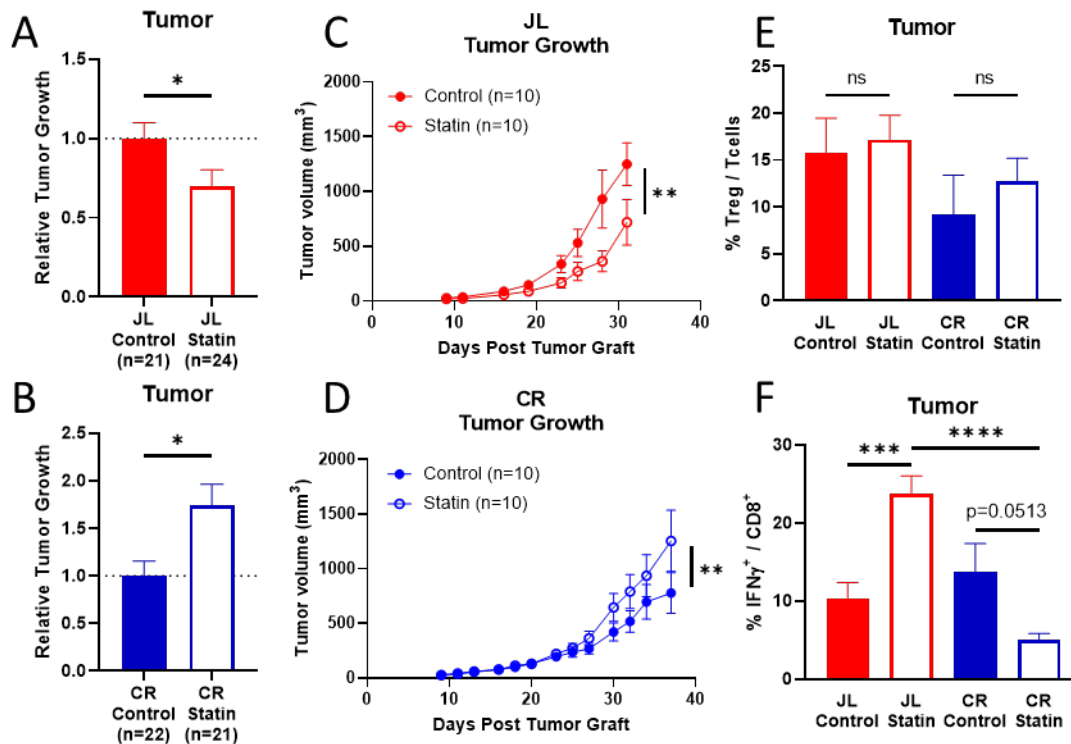 A
Tumor
Relative Tumor Growth
1.5
1.0
0.5
0.0
*
JL
Control
(n=21)
JL
Statin
(n=24)
B
Tumor
Relative Tumor Growth
2.5
2.0
1.5
1.0
0.5
0.0
*
CR
Control
(n=22)
CR
Statin
(n=21)
C
JL
Tumor Growth
Tumor volume (mm³)
2000
1500
1000
500
0
Control (n=10)
Statin (n=10)
**
0
10
20
30
40
Days Post Tumor Graft
D
CR
Tumor Growth
Tumor volume (mm³)
2000
1500
1000
500
0
Control (n=10)
Statin (n=10)
**
0
10
20
30
40
Days Post Tumor Graft
E
Tumor
% Treg / Tcells
25
20
15
10
5
0
ns
ns
JL
Control
JL
Statin
CR
Control
CR
Statin
F
Tumor
% IFNγ⁺ / CD8⁺
30
20
10
0
***
****
p=0.0513
JL
Control
JL
Statin
CR
Control
CR
Statin